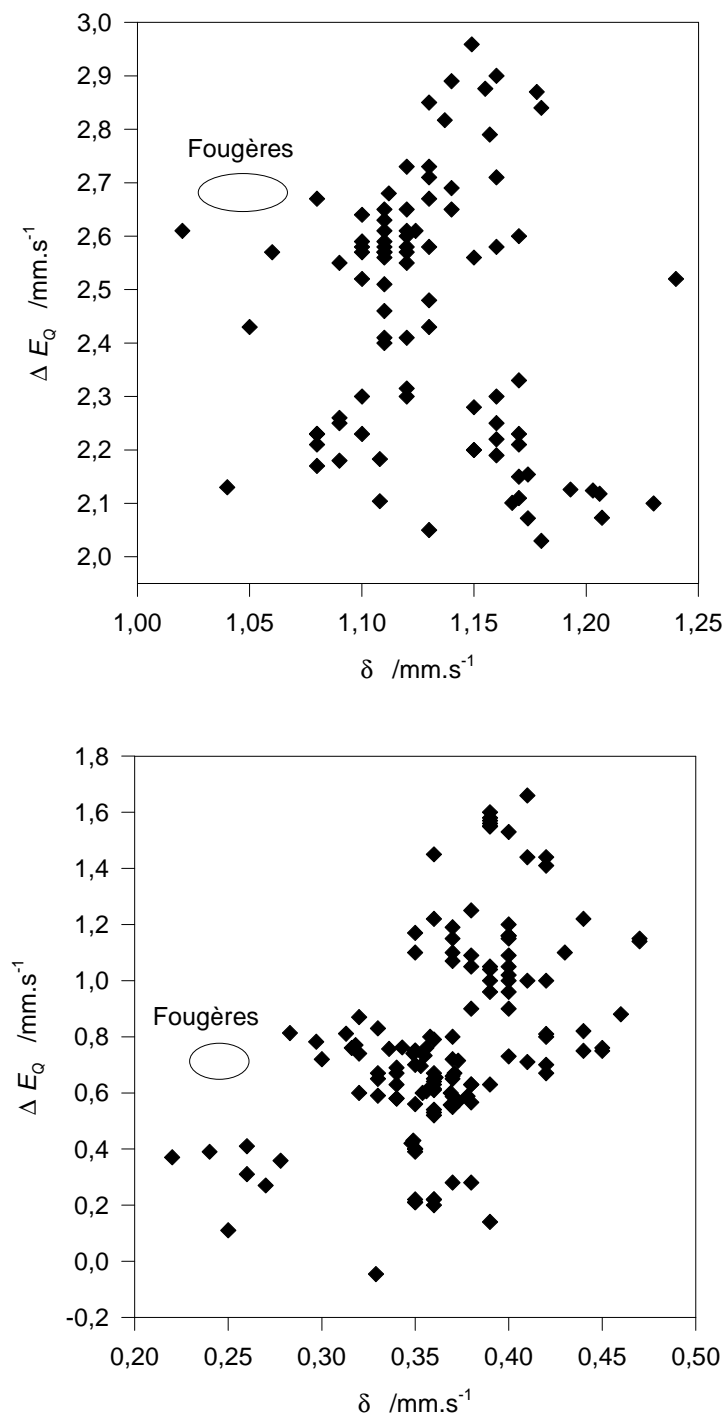 3,0
2,9
2,8
2,7
2,6
2,5
2,4
2,3
2,2
2,1
2,0
Δ E_Q /mm.s⁻¹
Fougères
1,00 1,05 1,10 1,15 1,20 1,25
δ /mm.s⁻¹
1,8
1,6
1,4
1,2
1,0
0,8
0,6
0,4
0,2
0,0
-0,2
Δ E_Q /mm.s⁻¹
Fougères
0,20 0,25 0,30 0,35 0,40 0,45 0,50
δ /mm.s⁻¹